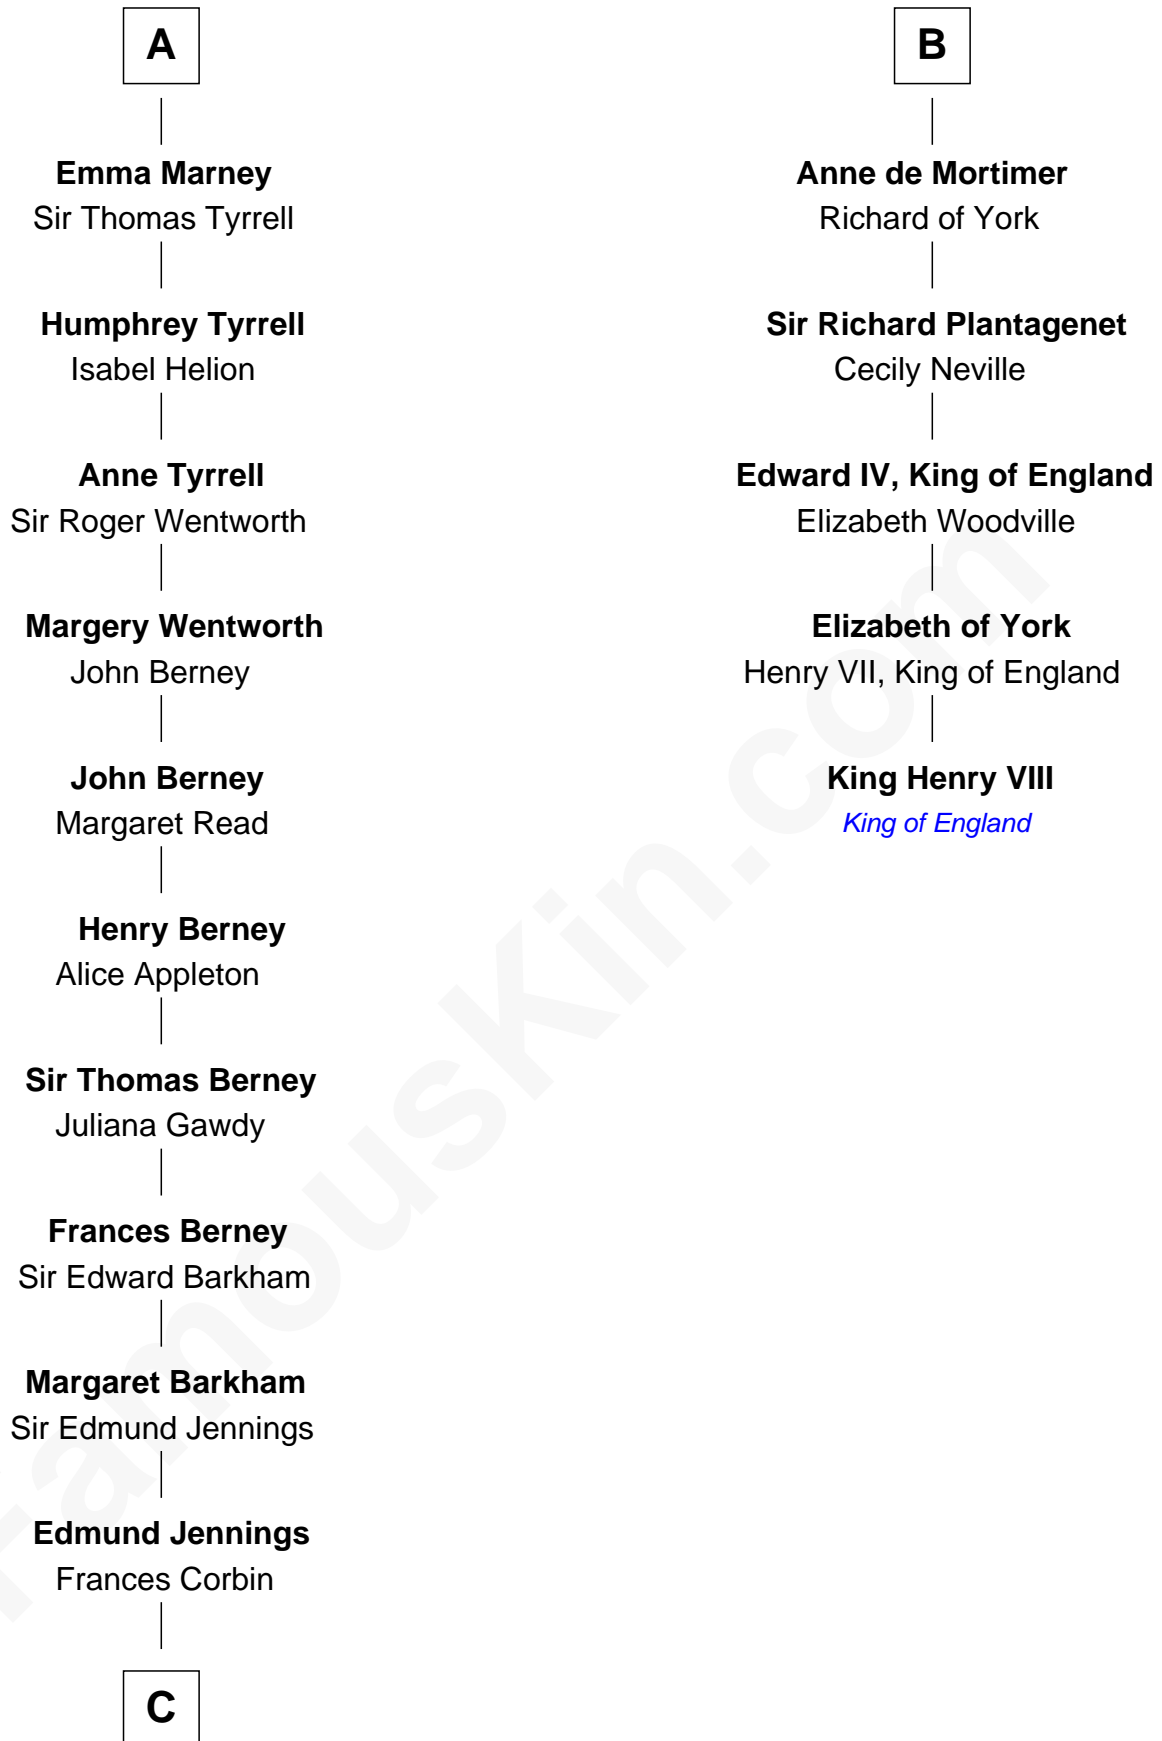 A
Emma Marney
Sir Thomas Tyrrell
Humphrey Tyrrell
Isabel Helion
Anne Tyrrell
Sir Roger Wentworth
Margery Wentworth
John Berney
John Berney
Margaret Read
Henry Berney
Alice Appleton
Sir Thomas Berney
Juliana Gawdy
Frances Berney
Sir Edward Barkham
Margaret Barkham
Sir Edmund Jennings
Edmund Jennings
Frances Corbin
C
B
Anne de Mortimer
Richard of York
Sir Richard Plantagenet
Cecily Neville
Edward IV, King of England
Elizabeth Woodville
Elizabeth of York
Henry VII, King of England
King Henry VIII
King of England
FamousKin.com